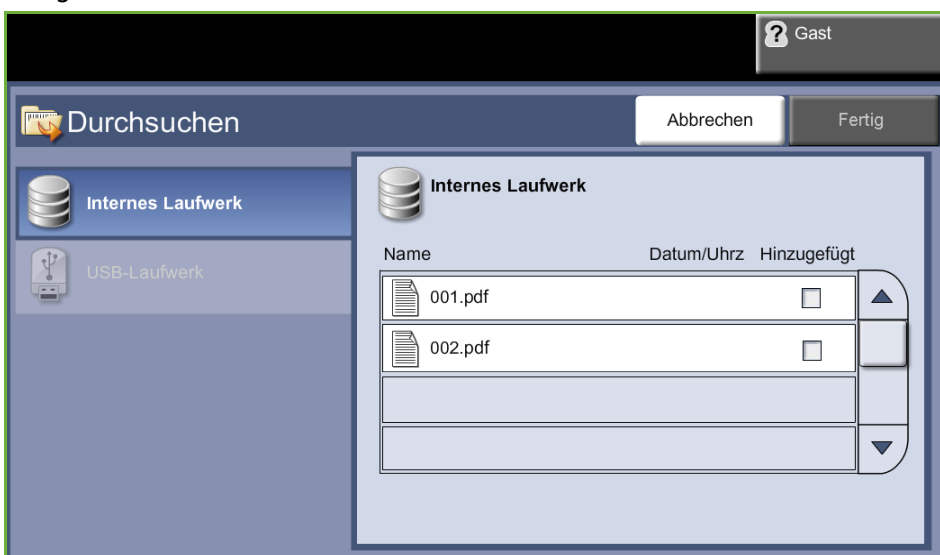 Gast
Durchsuchen
Abbrechen
Fertig
Internes Laufwerk
USB-Laufwerk
Internes Laufwerk
Name Datum/Uhrz Hinzugefügt
001.pdf
002.pdf